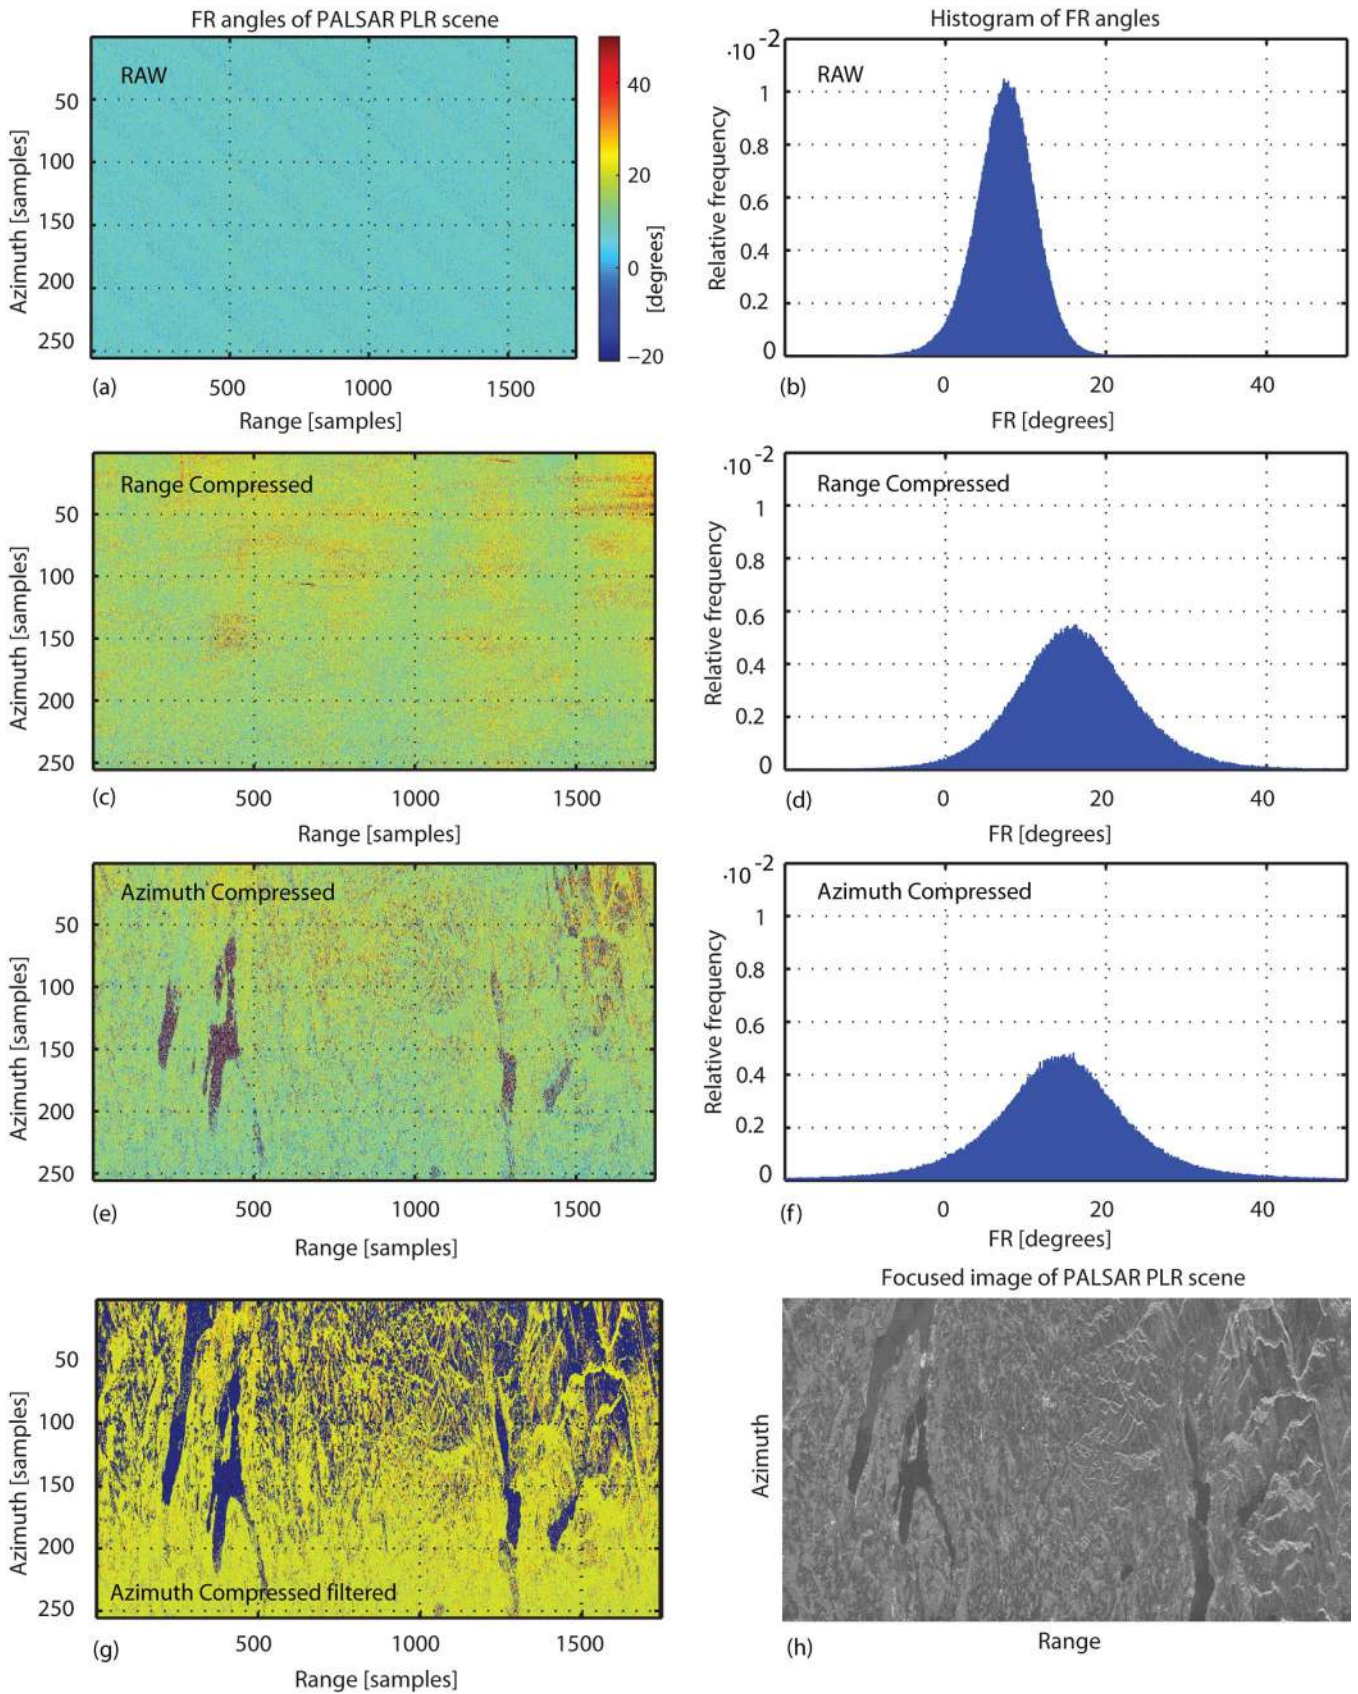 FR angles of PALSAR PLR scene
RAW
50
100
150
200
250
500
1000
1500
Azimuth [samples]
Range [samples]
40
20
0
−20
[degrees]
(a)
Histogram of FR angles
·10⁻²
RAW
1
0.8
0.6
0.4
0.2
0
Relative frequency
0
20
40
FR [degrees]
(b)
Range Compressed
50
100
150
200
250
Azimuth [samples]
500
1000
1500
Range [samples]
(c)
·10⁻²
Range Compressed
1
0.8
0.6
0.4
0.2
0
Relative frequency
0
20
40
FR [degrees]
(d)
Azimuth Compressed
50
100
150
200
250
Azimuth [samples]
500
1000
1500
Range [samples]
(e)
·10⁻²
Azimuth Compressed
1
0.8
0.6
0.4
0.2
0
Relative frequency
0
20
40
FR [degrees]
(f)
50
100
150
200
250
Azimuth [samples]
Azimuth Compressed filtered
500
1000
1500
Range [samples]
(g)
Focused image of PALSAR PLR scene
Azimuth
Range
(h)